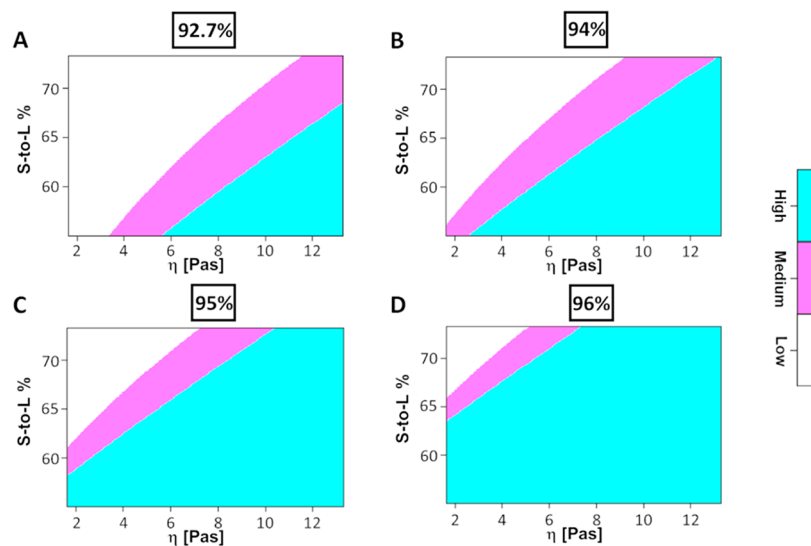 A
92.7%
S-to-L %
70
65
60
2 4 6 8 10 12
η [Pas]
B
94%
S-to-L %
70
65
60
2 4 6 8 10 12
η [Pas]
C
95%
S-to-L %
70
65
60
2 4 6 8 10 12
η [Pas]
D
96%
S-to-L %
70
65
60
2 4 6 8 10 12
η [Pas]
High
Medium
Low